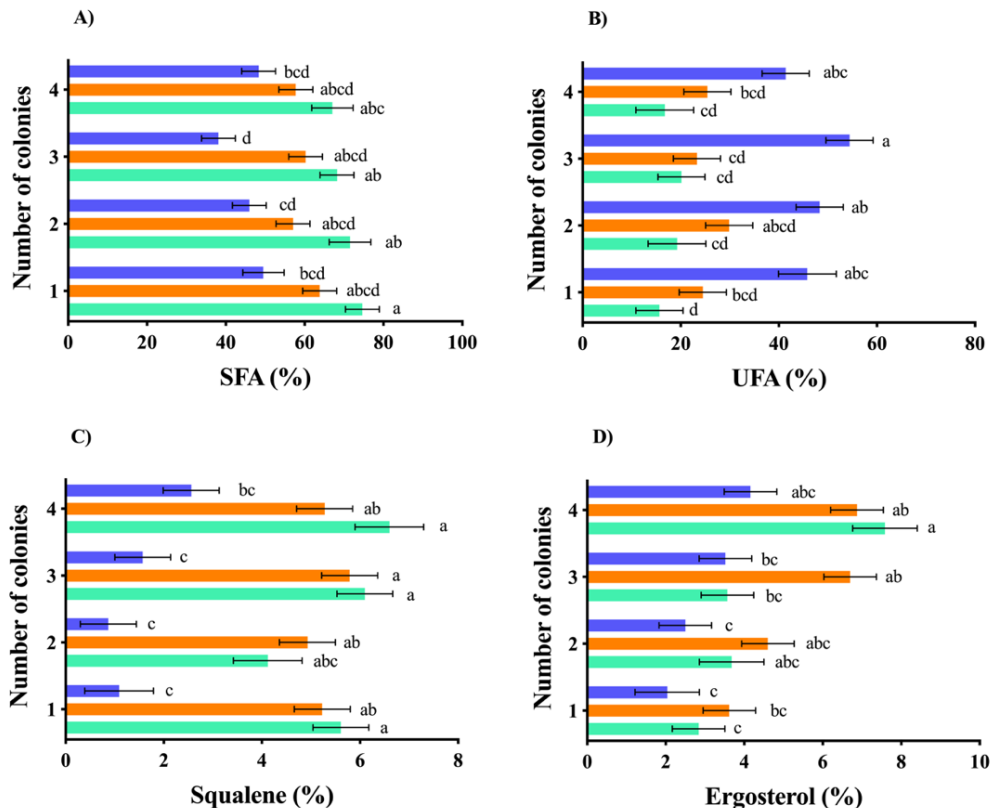 A)
Number of colonies
4
bcd
abcd
abc
3
d
abcd
ab
2
cd
abcd
ab
1
bcd
abcd
a
0 20 40 60 80 100
SFA (%)
B)
Number of colonies
4
abc
bcd
cd
3
a
cd
cd
2
ab
abcd
cd
1
abc
bcd
d
0 20 40 60 80
UFA (%)
C)
Number of colonies
4
bc
ab
a
3
c
a
a
2
c
ab
abc
1
c
ab
a
0 2 4 6 8
Squalene (%)
D)
Number of colonies
4
abc
ab
a
3
bc
ab
bc
2
c
abc
abc
1
c
bc
c
0 2 4 6 8 10
Ergosterol (%)